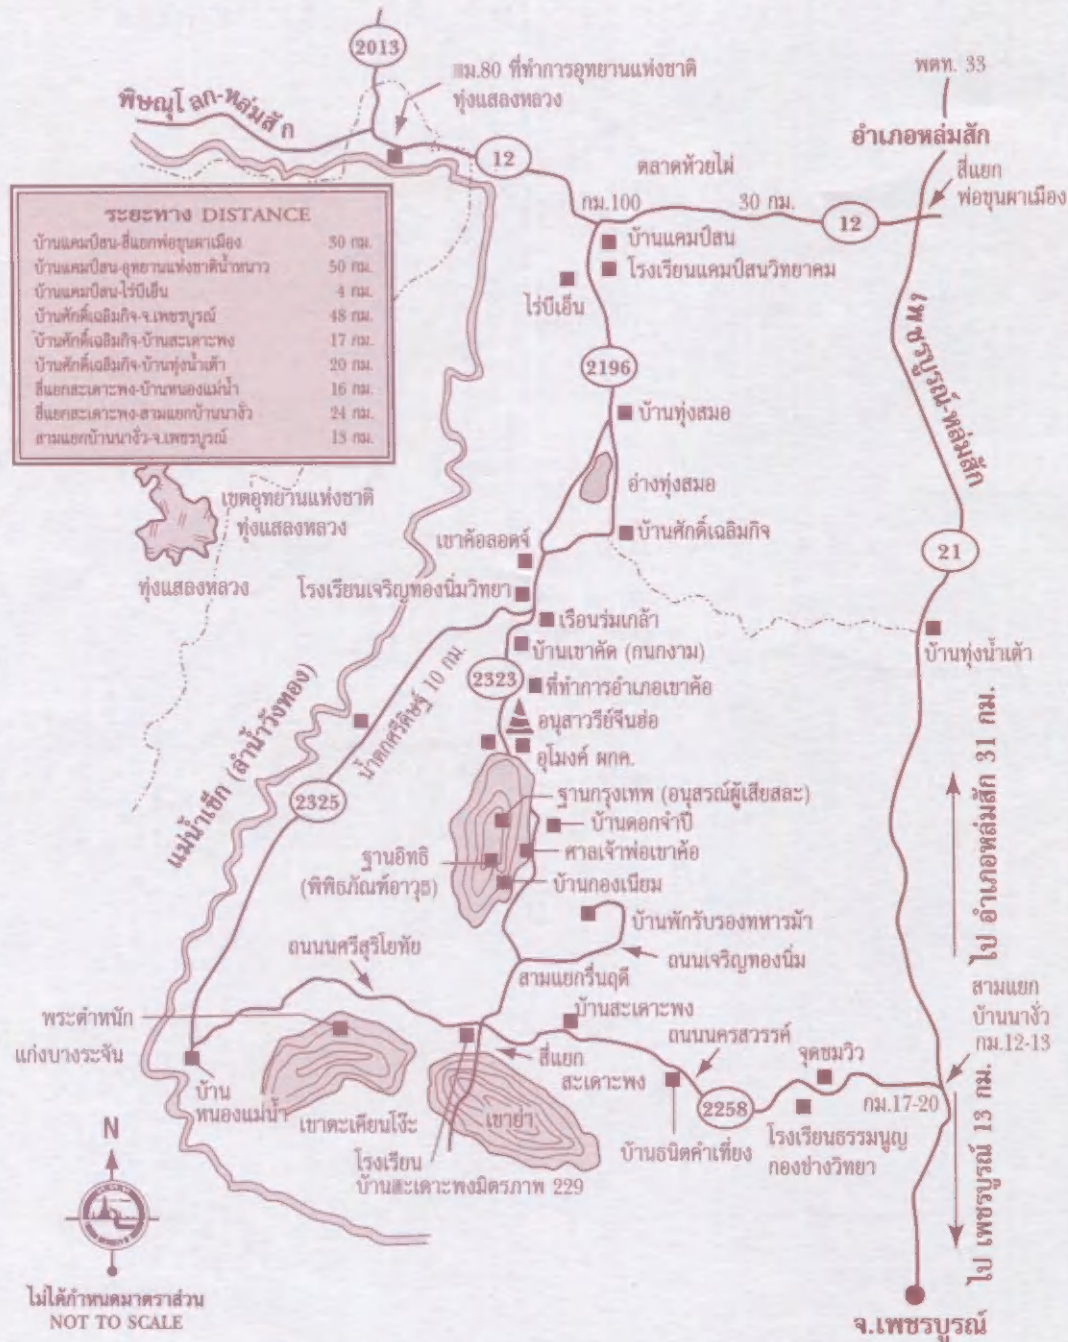 2013
กม.80 ที่ทำการอุทยานแห่งชาติ
ทุ่งแสลงหลวง
พตท. 33
พิษณุโลก-หล่มสัก
อำเภอหล่มสัก
12
ตลาดห้วยไผ่
สี่แยก
พ่อขุนผาเมือง
กม.100
30 กม.
12
ระยะทาง DISTANCE
บ้านแคมป์สน-สี่แยกพ่อขุนผาเมือง 30 กม.
บ้านแคมป์สน-อุทยานแห่งชาติน้ำหนาว 50 กม.
บ้านแคมป์สน-ไร่บีเอ็น 4 กม.
บ้านศักดิ์เฉลิมกิจ-จ.เพชรบูรณ์ 48 กม.
บ้านศักดิ์เฉลิมกิจ-บ้านสะเดาะพง 17 กม.
บ้านศักดิ์เฉลิมกิจ-บ้านทุ่งน้ำเต้า 20 กม.
สี่แยกสะเดาะพง-บ้านหนองแม่น้ำ 16 กม.
สี่แยกสะเดาะพง-สามแยกบ้านนางั่ว 24 กม.
สามแยกบ้านนางั่ว-จ.เพชรบูรณ์ 13 กม.
บ้านแคมป์สน
โรงเรียนแคมป์สนวิทยาคม
ไร่บีเอ็น
เพชรบูรณ์-หล่มสัก
2196
บ้านทุ่งสมอ
อ่างทุ่งสมอ
เขตอุทยานแห่งชาติ
ทุ่งแสลงหลวง
ทุ่งแสลงหลวง
บ้านศักดิ์เฉลิมกิจ
21
เขาค้อลอดจ์
โรงเรียนเจริญทองนิ่มวิทยา
เรือนร่มเกล้า
บ้านเขาคัด (กนกงาม)
บ้านทุ่งน้ำเต้า
2323
ที่ทำการอำเภอเขาค้อ
อนุสาวรีย์จีนฮ่อ
อุโมงค์ ผกค.
น้ำตกศรีดิษฐ์ 10 กม.
แม่น้ำเข็ก (ลำน้ำวังทอง)
2325
ฐานกรุงเทพ (อนุสรณ์ผู้เสียสละ)
บ้านดอกจำปี
ศาลเจ้าพ่อเขาค้อ
ฐานอิทธิ
(พิพิธภัณฑ์อาวุธ)
บ้านกองเนียม
บ้านพักรับรองทหารม้า
ไป อำเภอหล่มสัก 31 กม.
ถนนศรีสุริโยทัย
ถนนเจริญทองนิ่ม
สามแยกรื่นฤดี
สามแยก
บ้านนางั่ว
กม.12-13
พระตำหนัก
แก่งบางระจัน
บ้านสะเดาะพง
ถนนนครสวรรค์
สี่แยก
สะเดาะพง
จุดชมวิว
บ้าน
หนองแม่น้ำ
เขาตะเคียนโง๊ะ
เขาย่า
2258
กม.17-20
โรงเรียน
บ้านสะเดาะพงมิตรภาพ 229
บ้านธนิตคำเที่ยง
โรงเรียนธรรมนูญ
กองช่างวิทยา
ไป เพชรบูรณ์ 13 กม.
N
ไม่ได้กำหนดมาตราส่วน
NOT TO SCALE
จ.เพชรบูรณ์